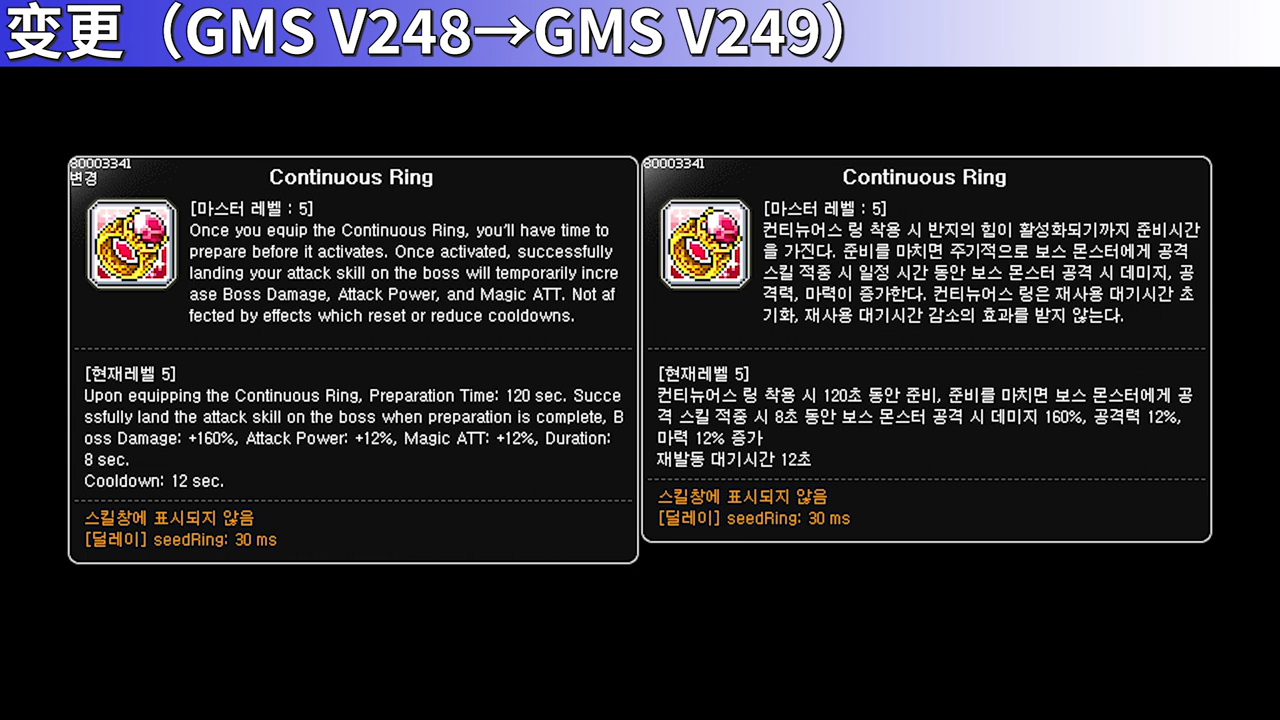 变更（GMS V248→GMS V249）
80003341
변경
Continuous Ring
[마스터 레벨 : 5]
Once you equip the Continuous Ring, you'll have time to
prepare before it activates. Once activated, successfully
landing your attack skill on the boss will temporarily incre
ase Boss Damage, Attack Power, and Magic ATT. Not af
fected by effects which reset or reduce cooldowns.
[현재레벨 5]
Upon equipping the Continuous Ring, Preparation Time: 120 sec. Succe
ssfully land the attack skill on the boss when preparation is complete, B
oss Damage: +160%, Attack Power: +12%, Magic ATT: +12%, Duration:
8 sec.
Cooldown: 12 sec.
스킬창에 표시되지 않음
[딜레이] seedRing: 30 ms
80003341
Continuous Ring
[마스터 레벨 : 5]
컨티뉴어스 링 착용 시 반지의 힘이 활성화되기까지 준비시간
을 가진다. 준비를 마치면 주기적으로 보스 몬스터에게 공격
스킬 적중 시 일정 시간 동안 보스 몬스터 공격 시 데미지, 공
격력, 마력이 증가한다. 컨티뉴어스 링은 재사용 대기시간 초
기화, 재사용 대기시간 감소의 효과를 받지 않는다.
[현재레벨 5]
컨티뉴어스 링 착용 시 120초 동안 준비, 준비를 마치면 보스 몬스터에게 공
격 스킬 적중 시 8초 동안 보스 몬스터 공격 시 데미지 160%, 공격력 12%,
마력 12% 증가
재발동 대기시간 12초
스킬창에 표시되지 않음
[딜레이] seedRing: 30 ms